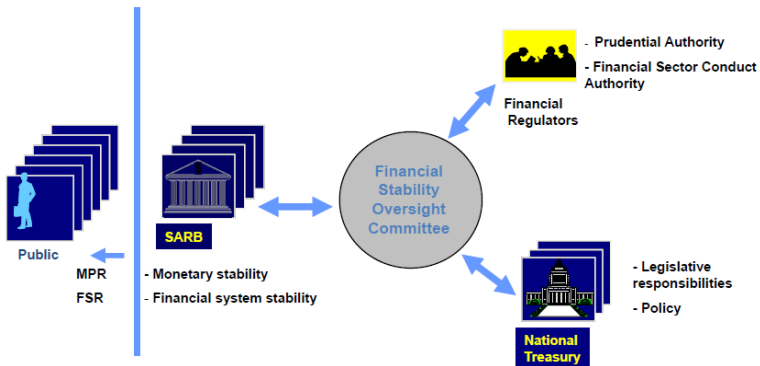 - Prudential Authority
- Financial Sector Conduct
Authority
Financial
Regulators
Financial
Stability
Oversight
Committee
SARB
Public
MPR - Monetary stability
FSR - Financial system stability
- Legislative
responsibilities
- Policy
National
Treasury